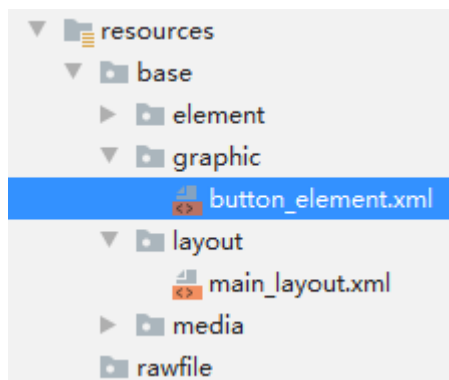 resources
base
element
graphic
button_element.xml
layout
main_layout.xml
media
rawfile